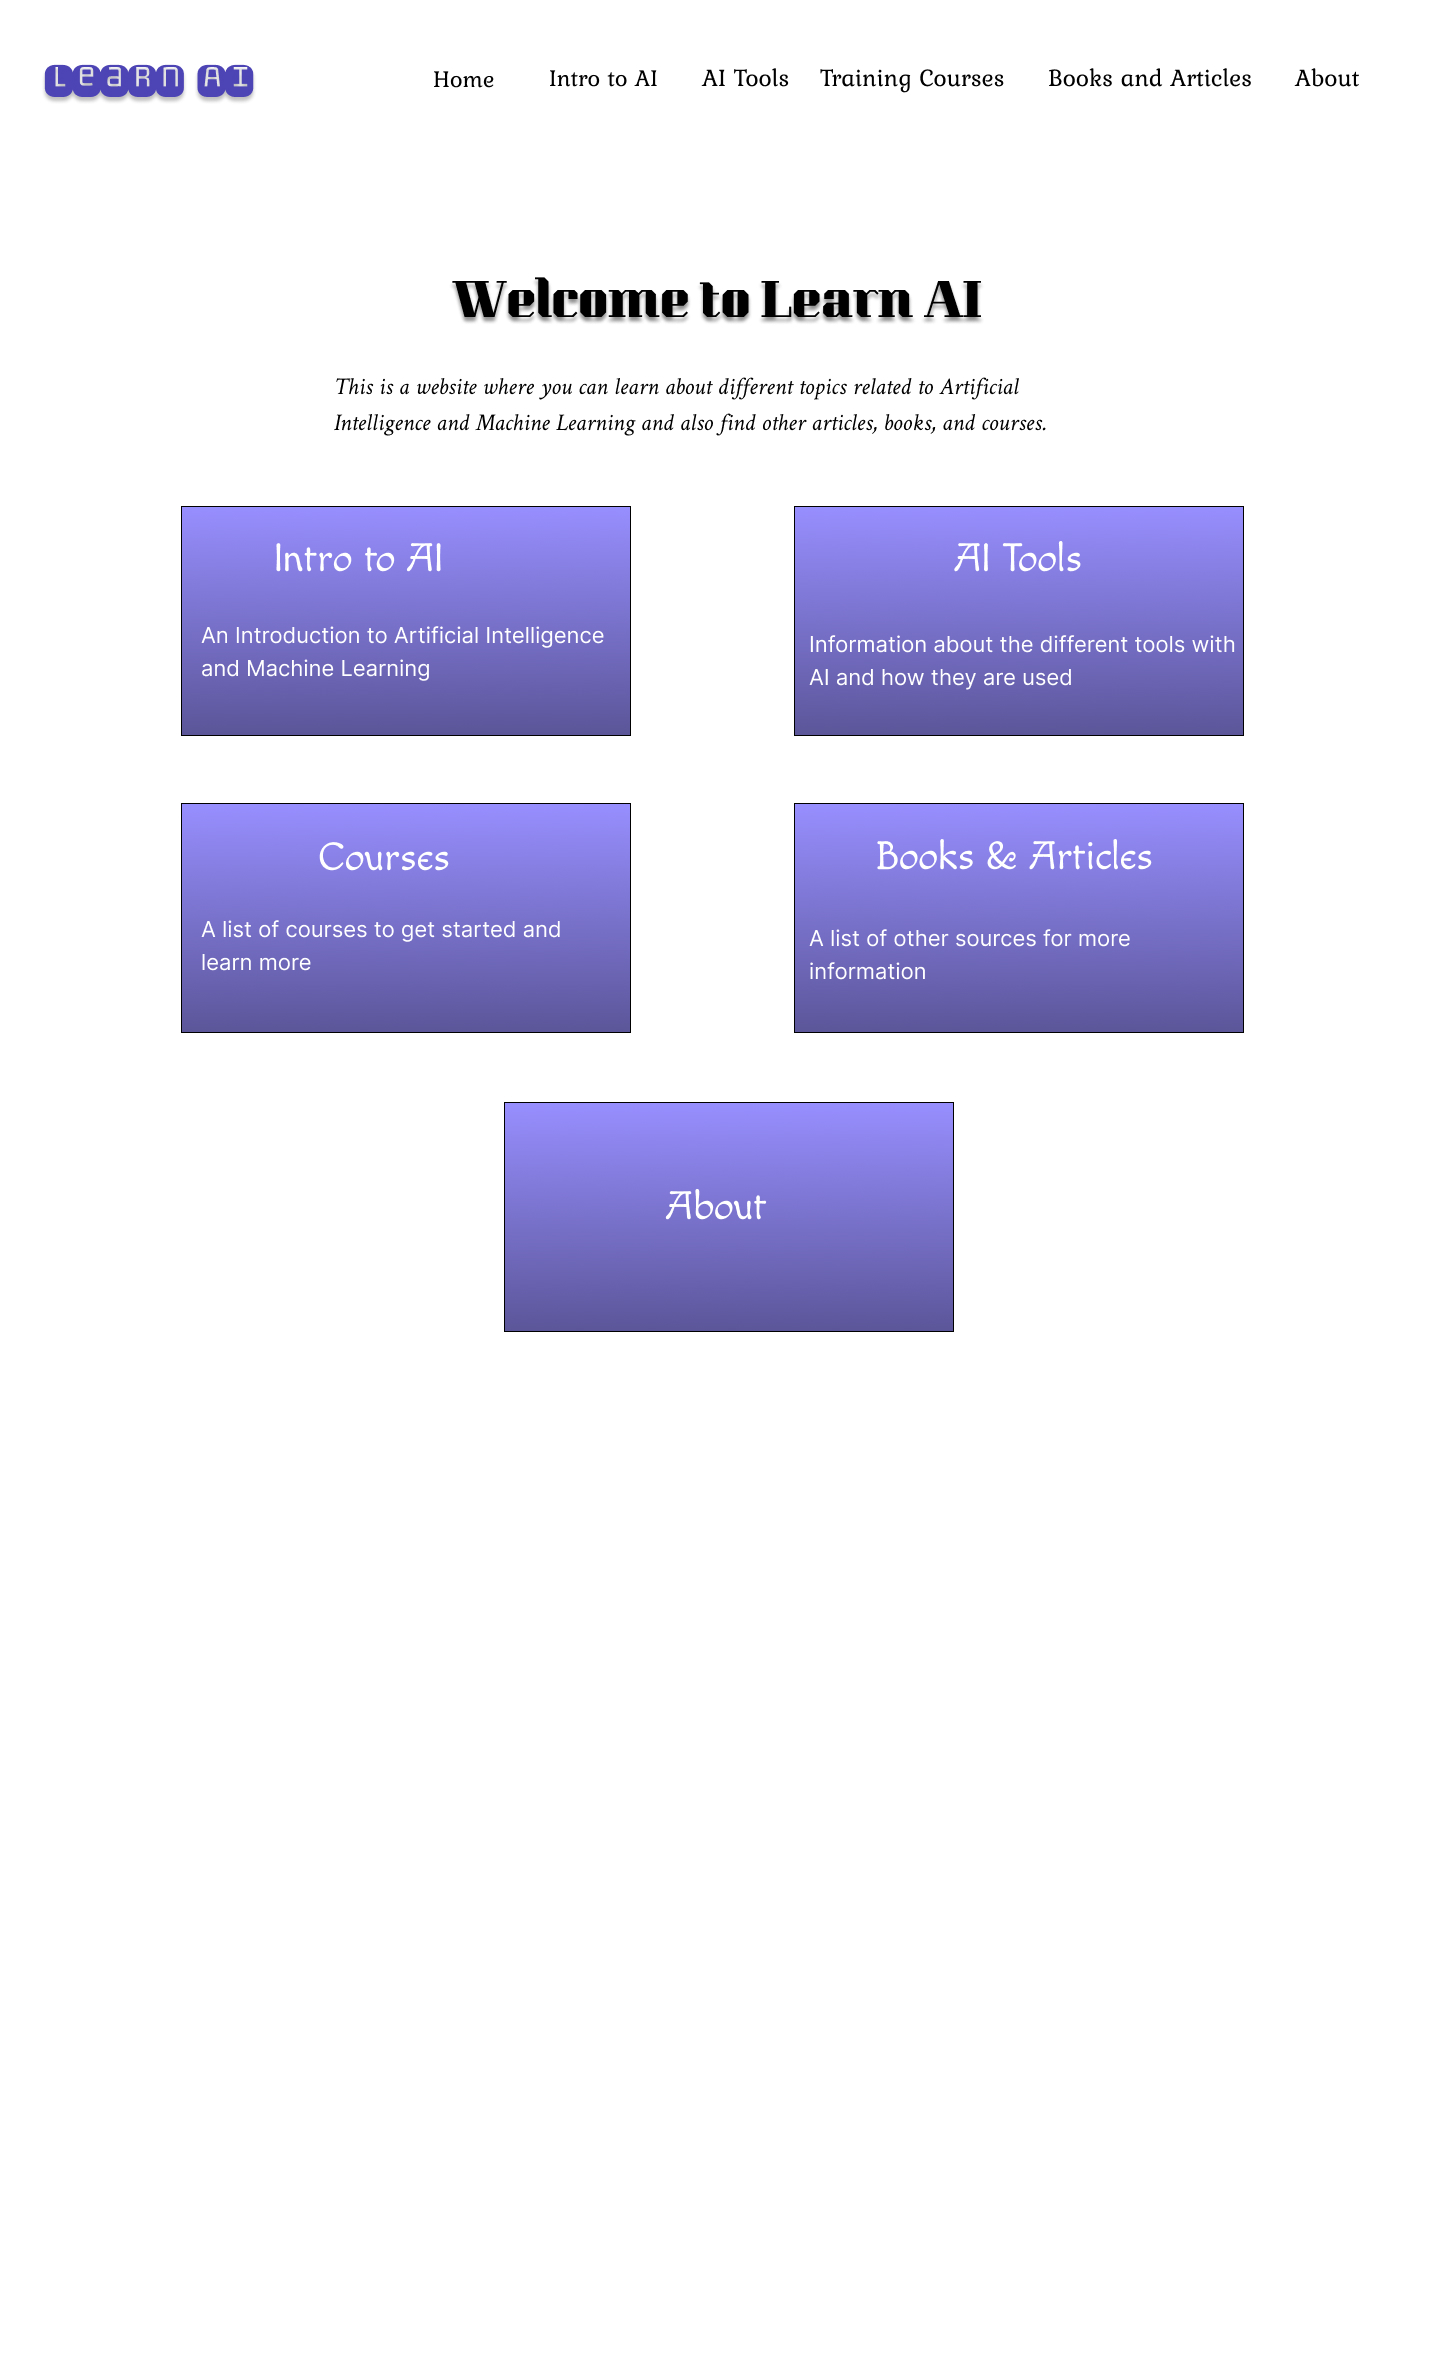 Learn AI
Home Intro to AI AI Tools Training Courses Books and Articles About
Welcome to Learn AI
This is a website where you can learn about different topics related to Artificial
Intelligence and Machine Learning and also find other articles, books, and courses.
Intro to AI
An Introduction to Artificial Intelligence
and Machine Learning
AI Tools
Information about the different tools with
AI and how they are used
Courses
A list of courses to get started and
learn more
Books & Articles
A list of other sources for more
information
About